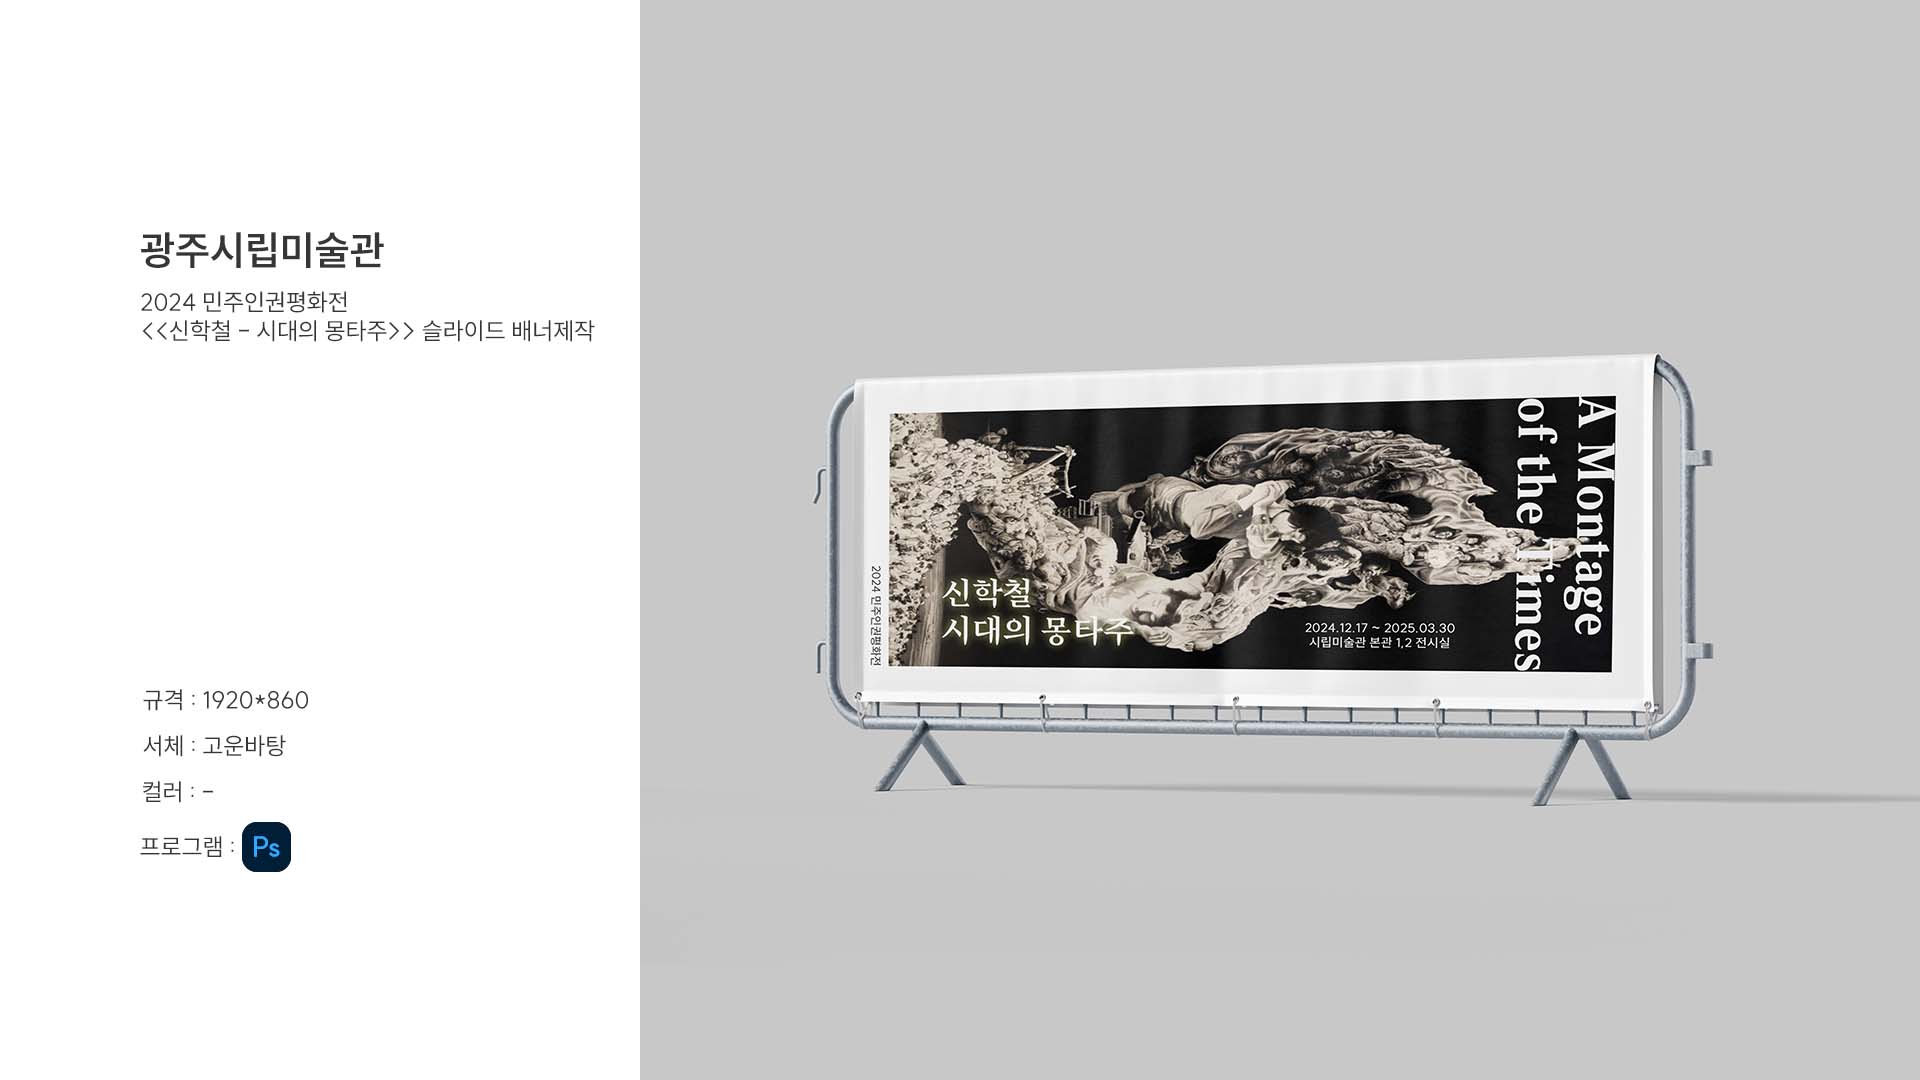 광주시립미술관
2024 민주인권평화전
<<신학철 - 시대의 몽타주>> 슬라이드 배너제작
규격 : 1920*860
서체 : 고운바탕
컬러 : -
프로그램 : Ps
2024 민주인권평화전
신학철
시대의 몽타주
2024.12.17 ~ 2025.03.30
시립미술관 본관 1,2 전시실
A Montage
of the Times